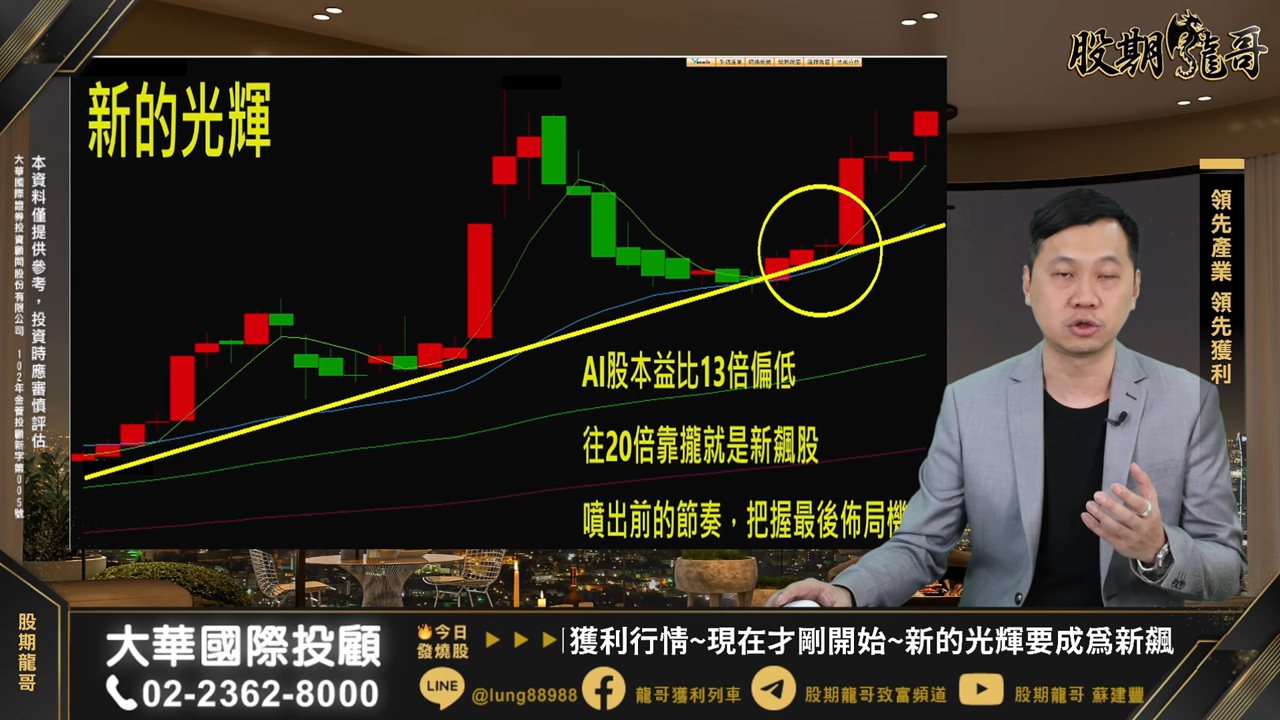 股期龍哥
新的光輝
本資料僅提供參考，投資時應審慎評估
大華國際證券投資顧問股份有限公司 102年金管投顧新字第005號
領先產業 領先獲利
AI股本益比13倍偏低
往20倍靠攏就是新飆股
噴出前的節奏，把握最後佈局機
股期龍哥
大華國際投顧
02-2362-8000
今日
發燒股
獲利行情~現在才剛開始~新的光輝要成爲新飆
LINE @lung88988 龍哥獲利列車 股期龍哥致富頻道 股期龍哥 蘇建豐